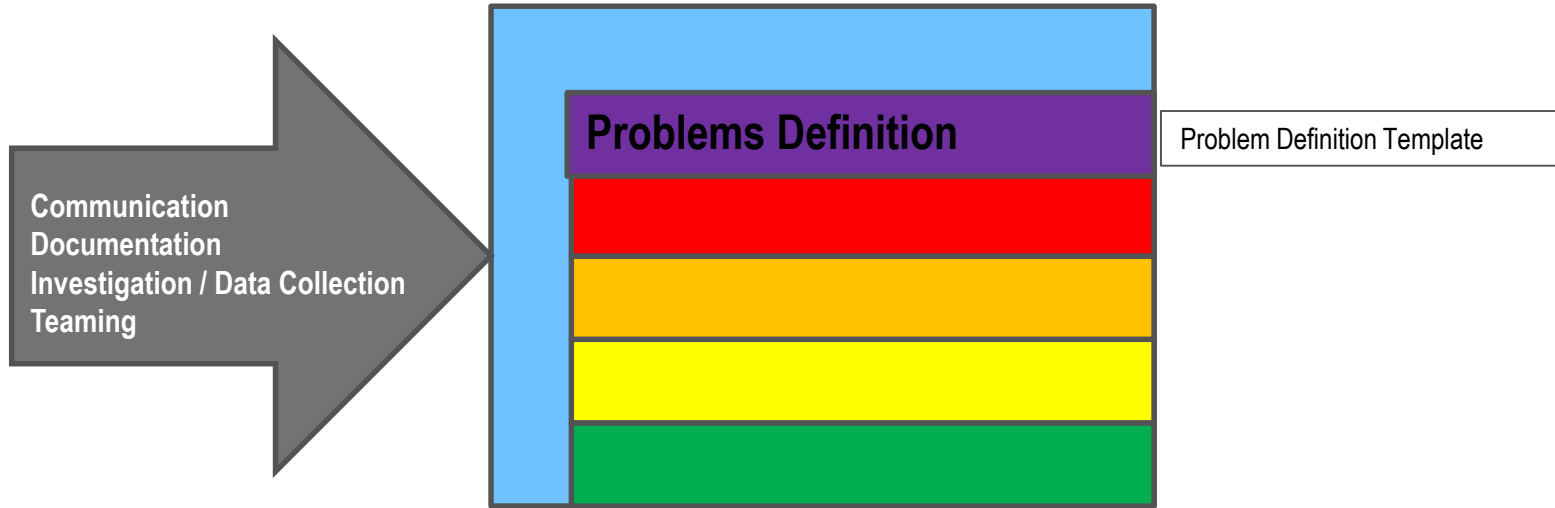 Problems Definition
Problem Definition Template
Communication
Documentation
Investigation / Data Collection
Teaming